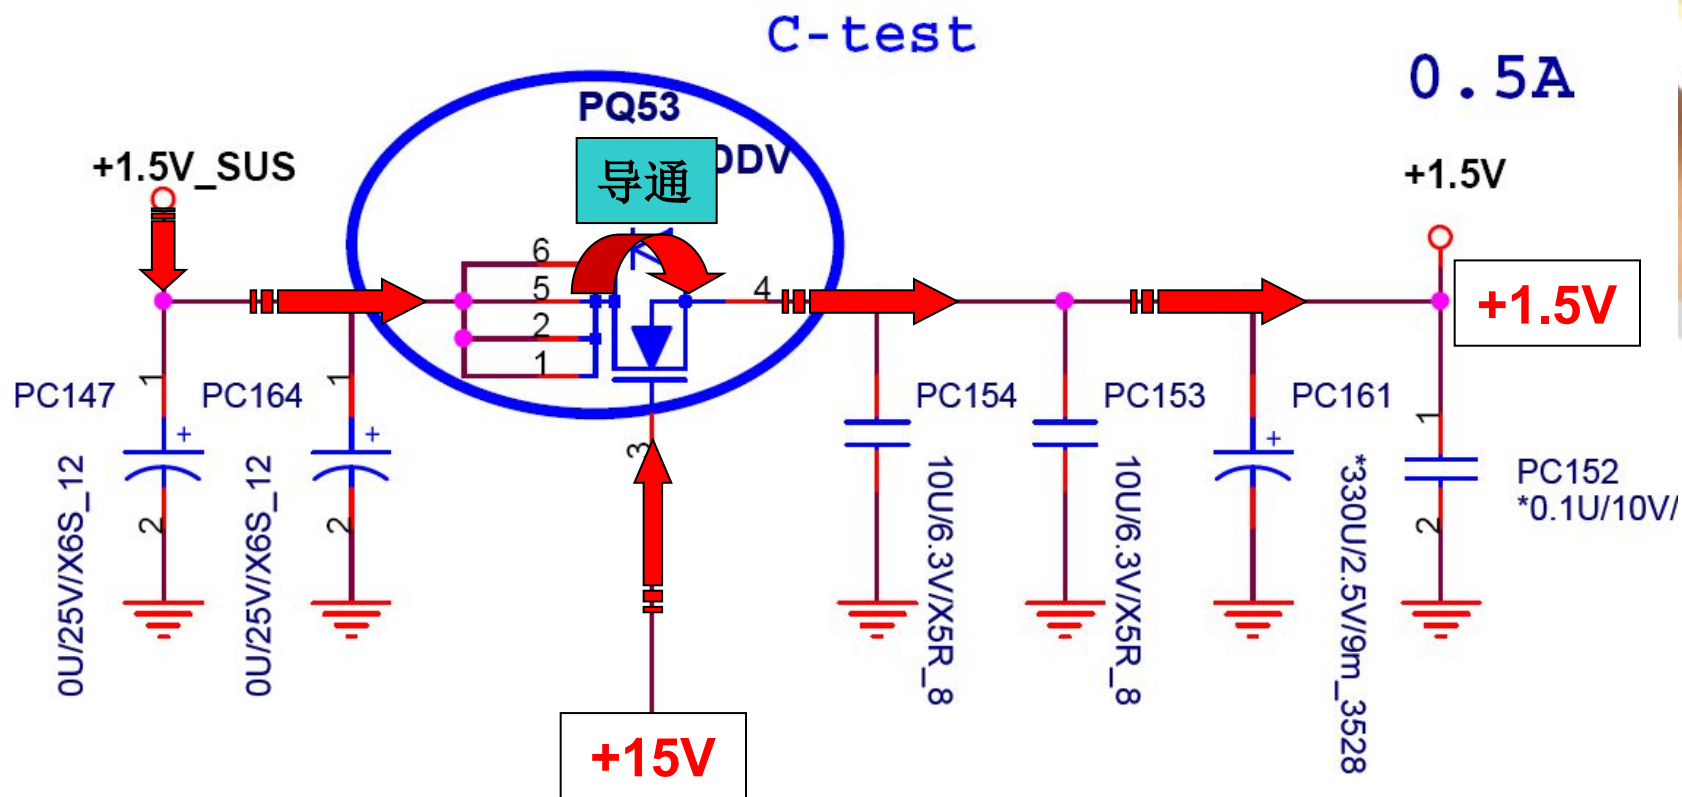 C-test
0.5A
PQ53
DDV
导通
+1.5V_SUS
+1.5V
6
5
2
1
4
3
+1.5V
PC147
1
+
2
0U/25V/X6S_12
PC164
1
+
2
0U/25V/X6S_12
PC154
10U/6.3V/X5R_8
PC153
10U/6.3V/X5R_8
PC161
+
*330U/2.5V/9m_3528
1
2
PC152
*0.1U/10V/
+15V